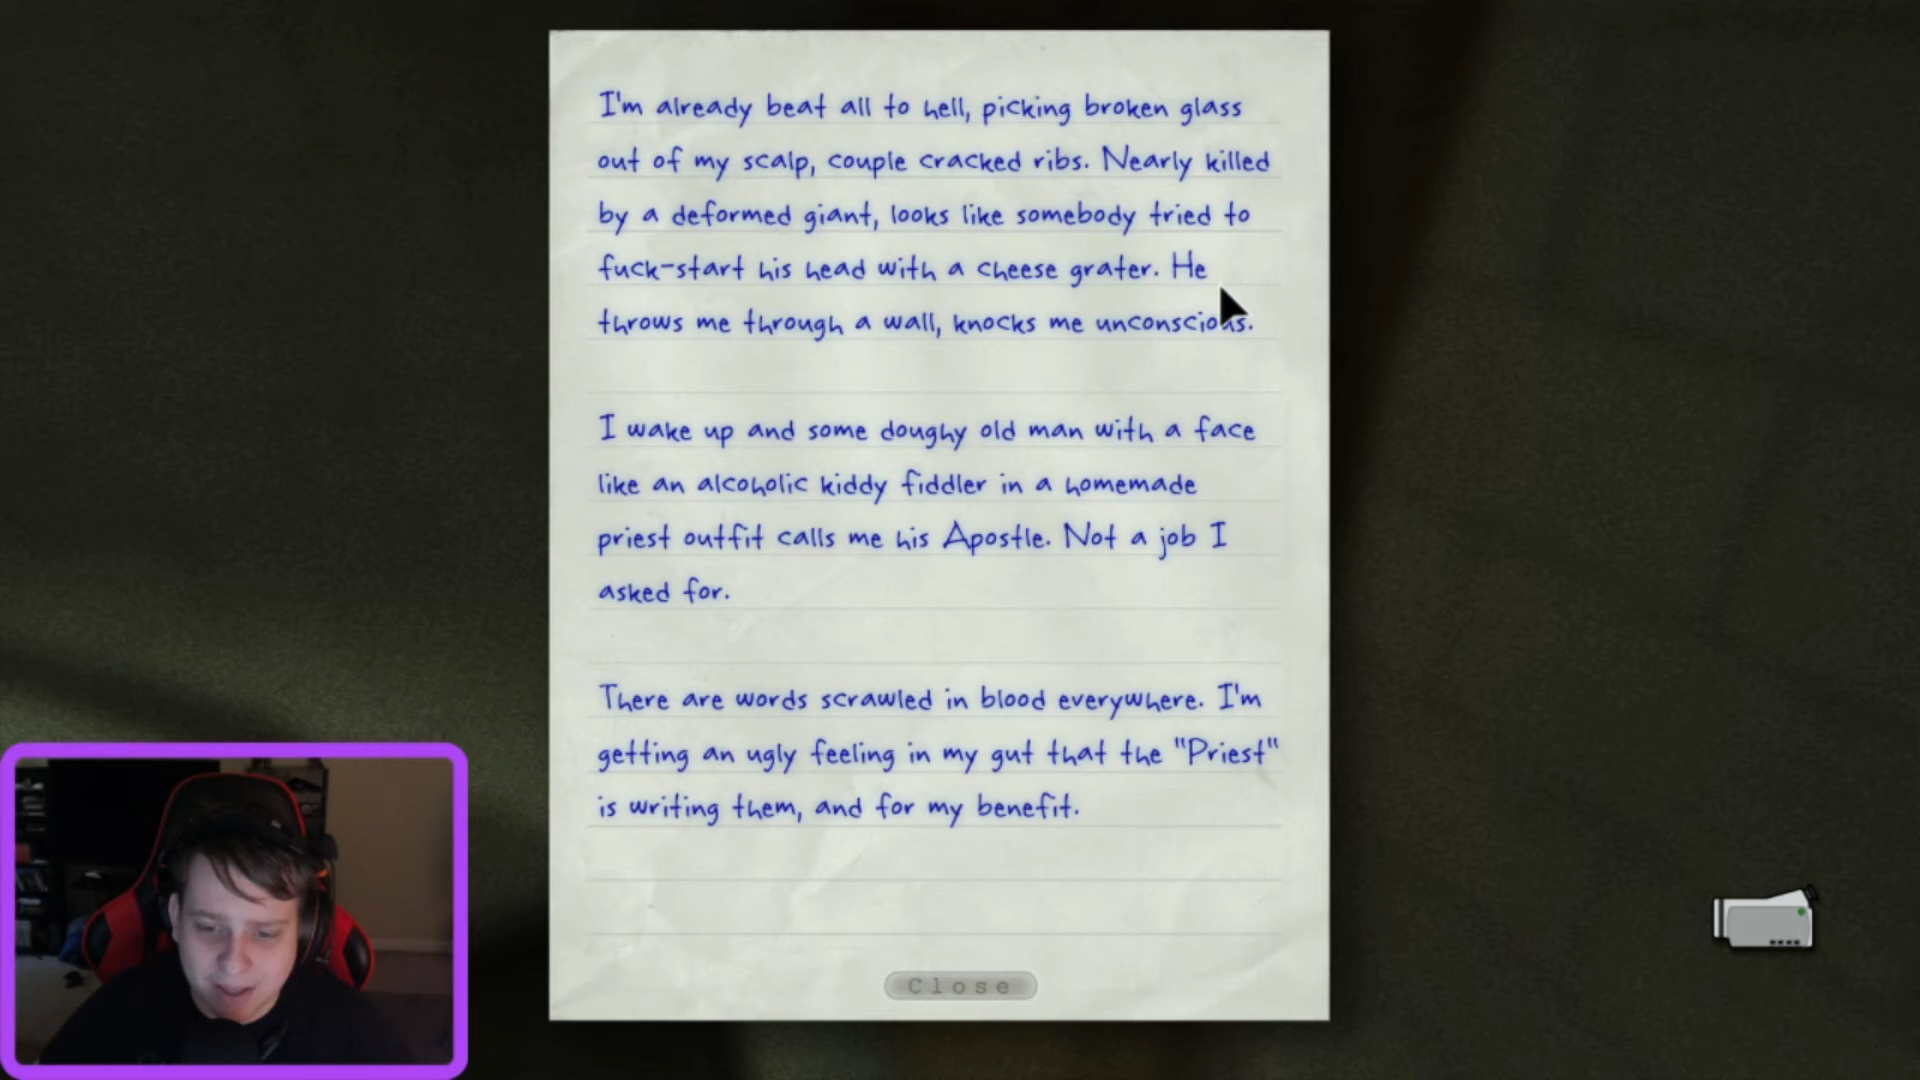 I'm already beat all to hell, picking broken glass
out of my scalp, couple cracked ribs. Nearly killed
by a deformed giant, looks like somebody tried to
fuck-start his head with a cheese grater. He
throws me through a wall, knocks me unconscious.
I wake up and some doughy old man with a face
like an alcoholic kiddy fiddler in a homemade
priest outfit calls me his Apostle. Not a job I
asked for.
There are words scrawled in blood everywhere. I'm
getting an ugly feeling in my gut that the "Priest"
is writing them, and for my benefit.
Close